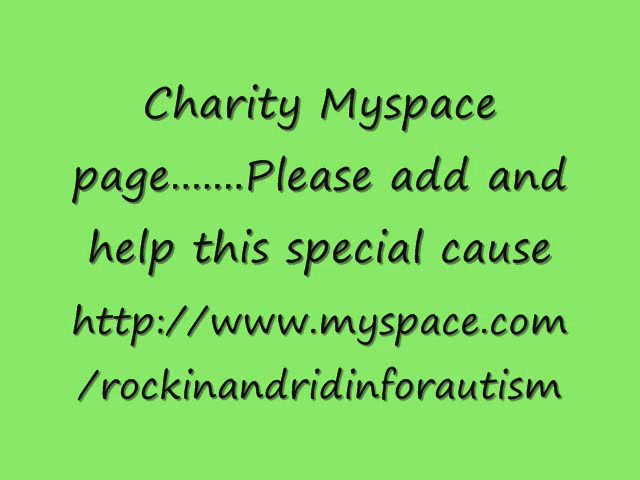 Charity Myspace
page.......Please add and
help this special cause
http://www.myspace.com
/rockinandridinforautism